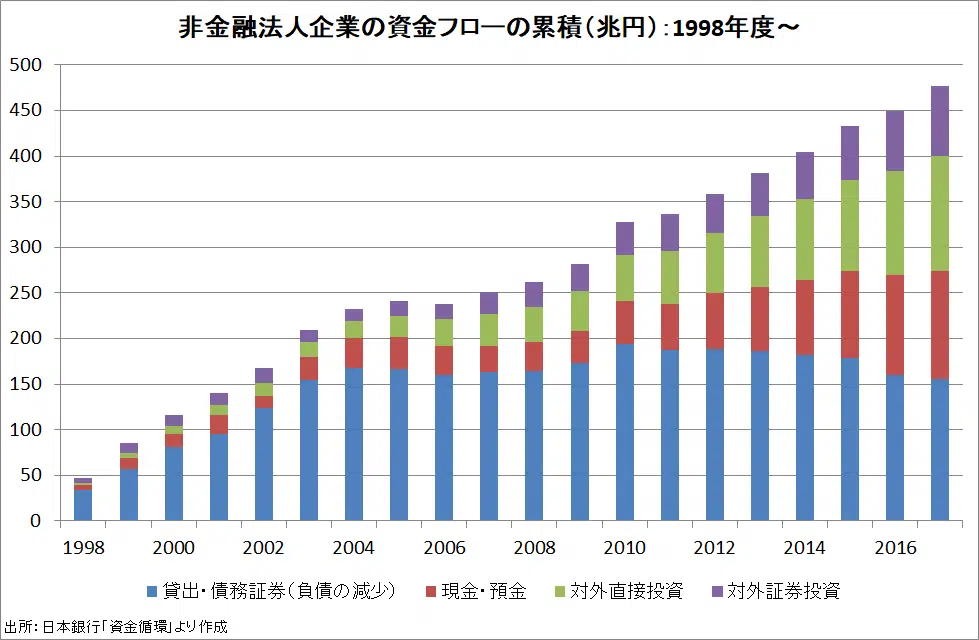 非金融法人企業の資金フローの累積（兆円）：1998年度～
500
450
400
350
300
250
200
150
100
50
0
1998 2000 2002 2004 2006 2008 2010 2012 2014 2016
貸出・債務証券（負債の減少） 現金・預金 対外直接投資 対外証券投資
出所：日本銀行「資金循環」より作成